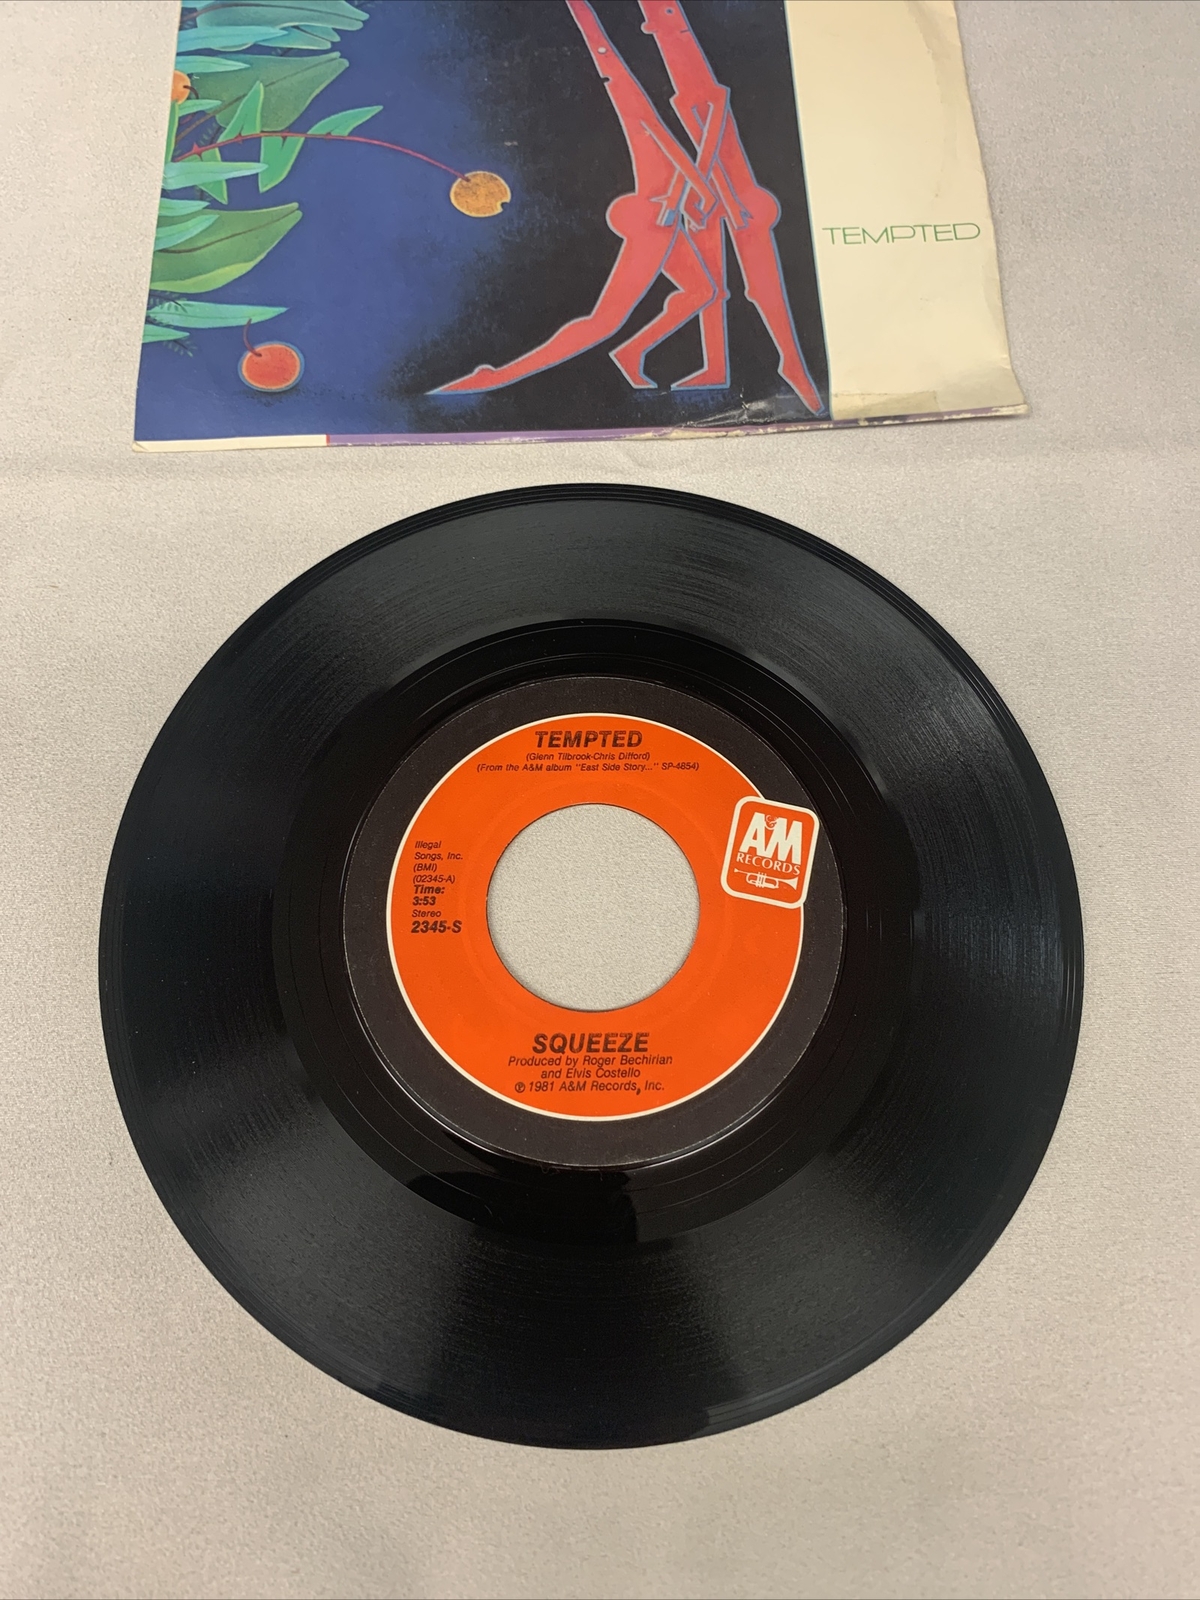 TEMPTED
TEMPTED
(Glenn Tilbrook-Chris Difford)
(From the A&M album "East Side Story..." SP-4854)
Illegal
Songs, Inc.
(BMI)
(02345-A)
Time:
3:53
Stereo
2345-S
A&M
RECORDS
SQUEEZE
Produced by Roger Bechirian
and Elvis Costello
℗ 1981 A&M Records, Inc.